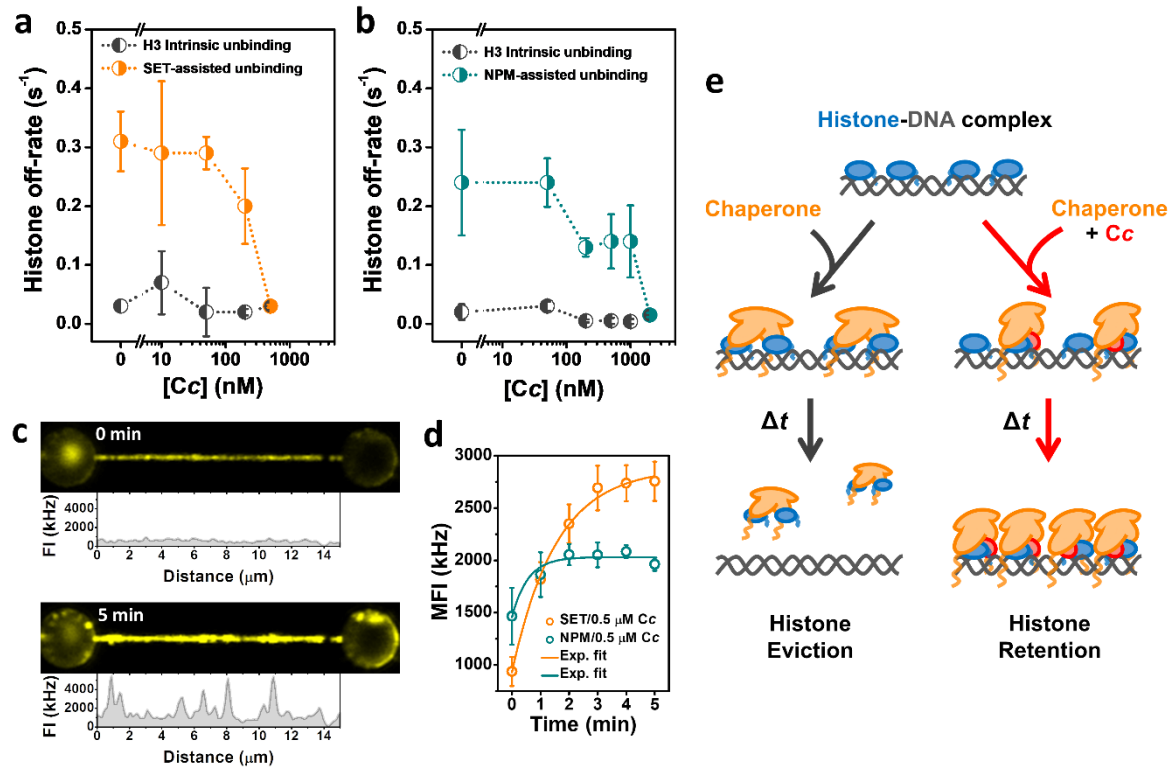 a
0.5
0.4
0.3
0.2
0.1
0.0
Histone off-rate (s⁻¹)
H3 Intrinsic unbinding
SET-assisted unbinding
0 10 100 1000
[Cc] (nM)
b
0.5
0.4
0.3
0.2
0.1
0.0
Histone off-rate (s⁻¹)
H3 Intrinsic unbinding
NPM-assisted unbinding
0 10 100 1000
[Cc] (nM)
c
0 min
FI (kHz)
4000
2000
0
0 2 4 6 8 10 12 14
Distance (μm)
5 min
FI (kHz)
4000
2000
0
0 2 4 6 8 10 12 14
Distance (μm)
d
3000
2500
2000
1500
1000
MFI (kHz)
SET/0.5 μM Cc
NPM/0.5 μM Cc
Exp. fit
Exp. fit
0 1 2 3 4 5
Time (min)
e
Histone-DNA complex
Chaperone
Chaperone
+ Cc
Δt
Δt
Histone
Eviction
Histone
Retention